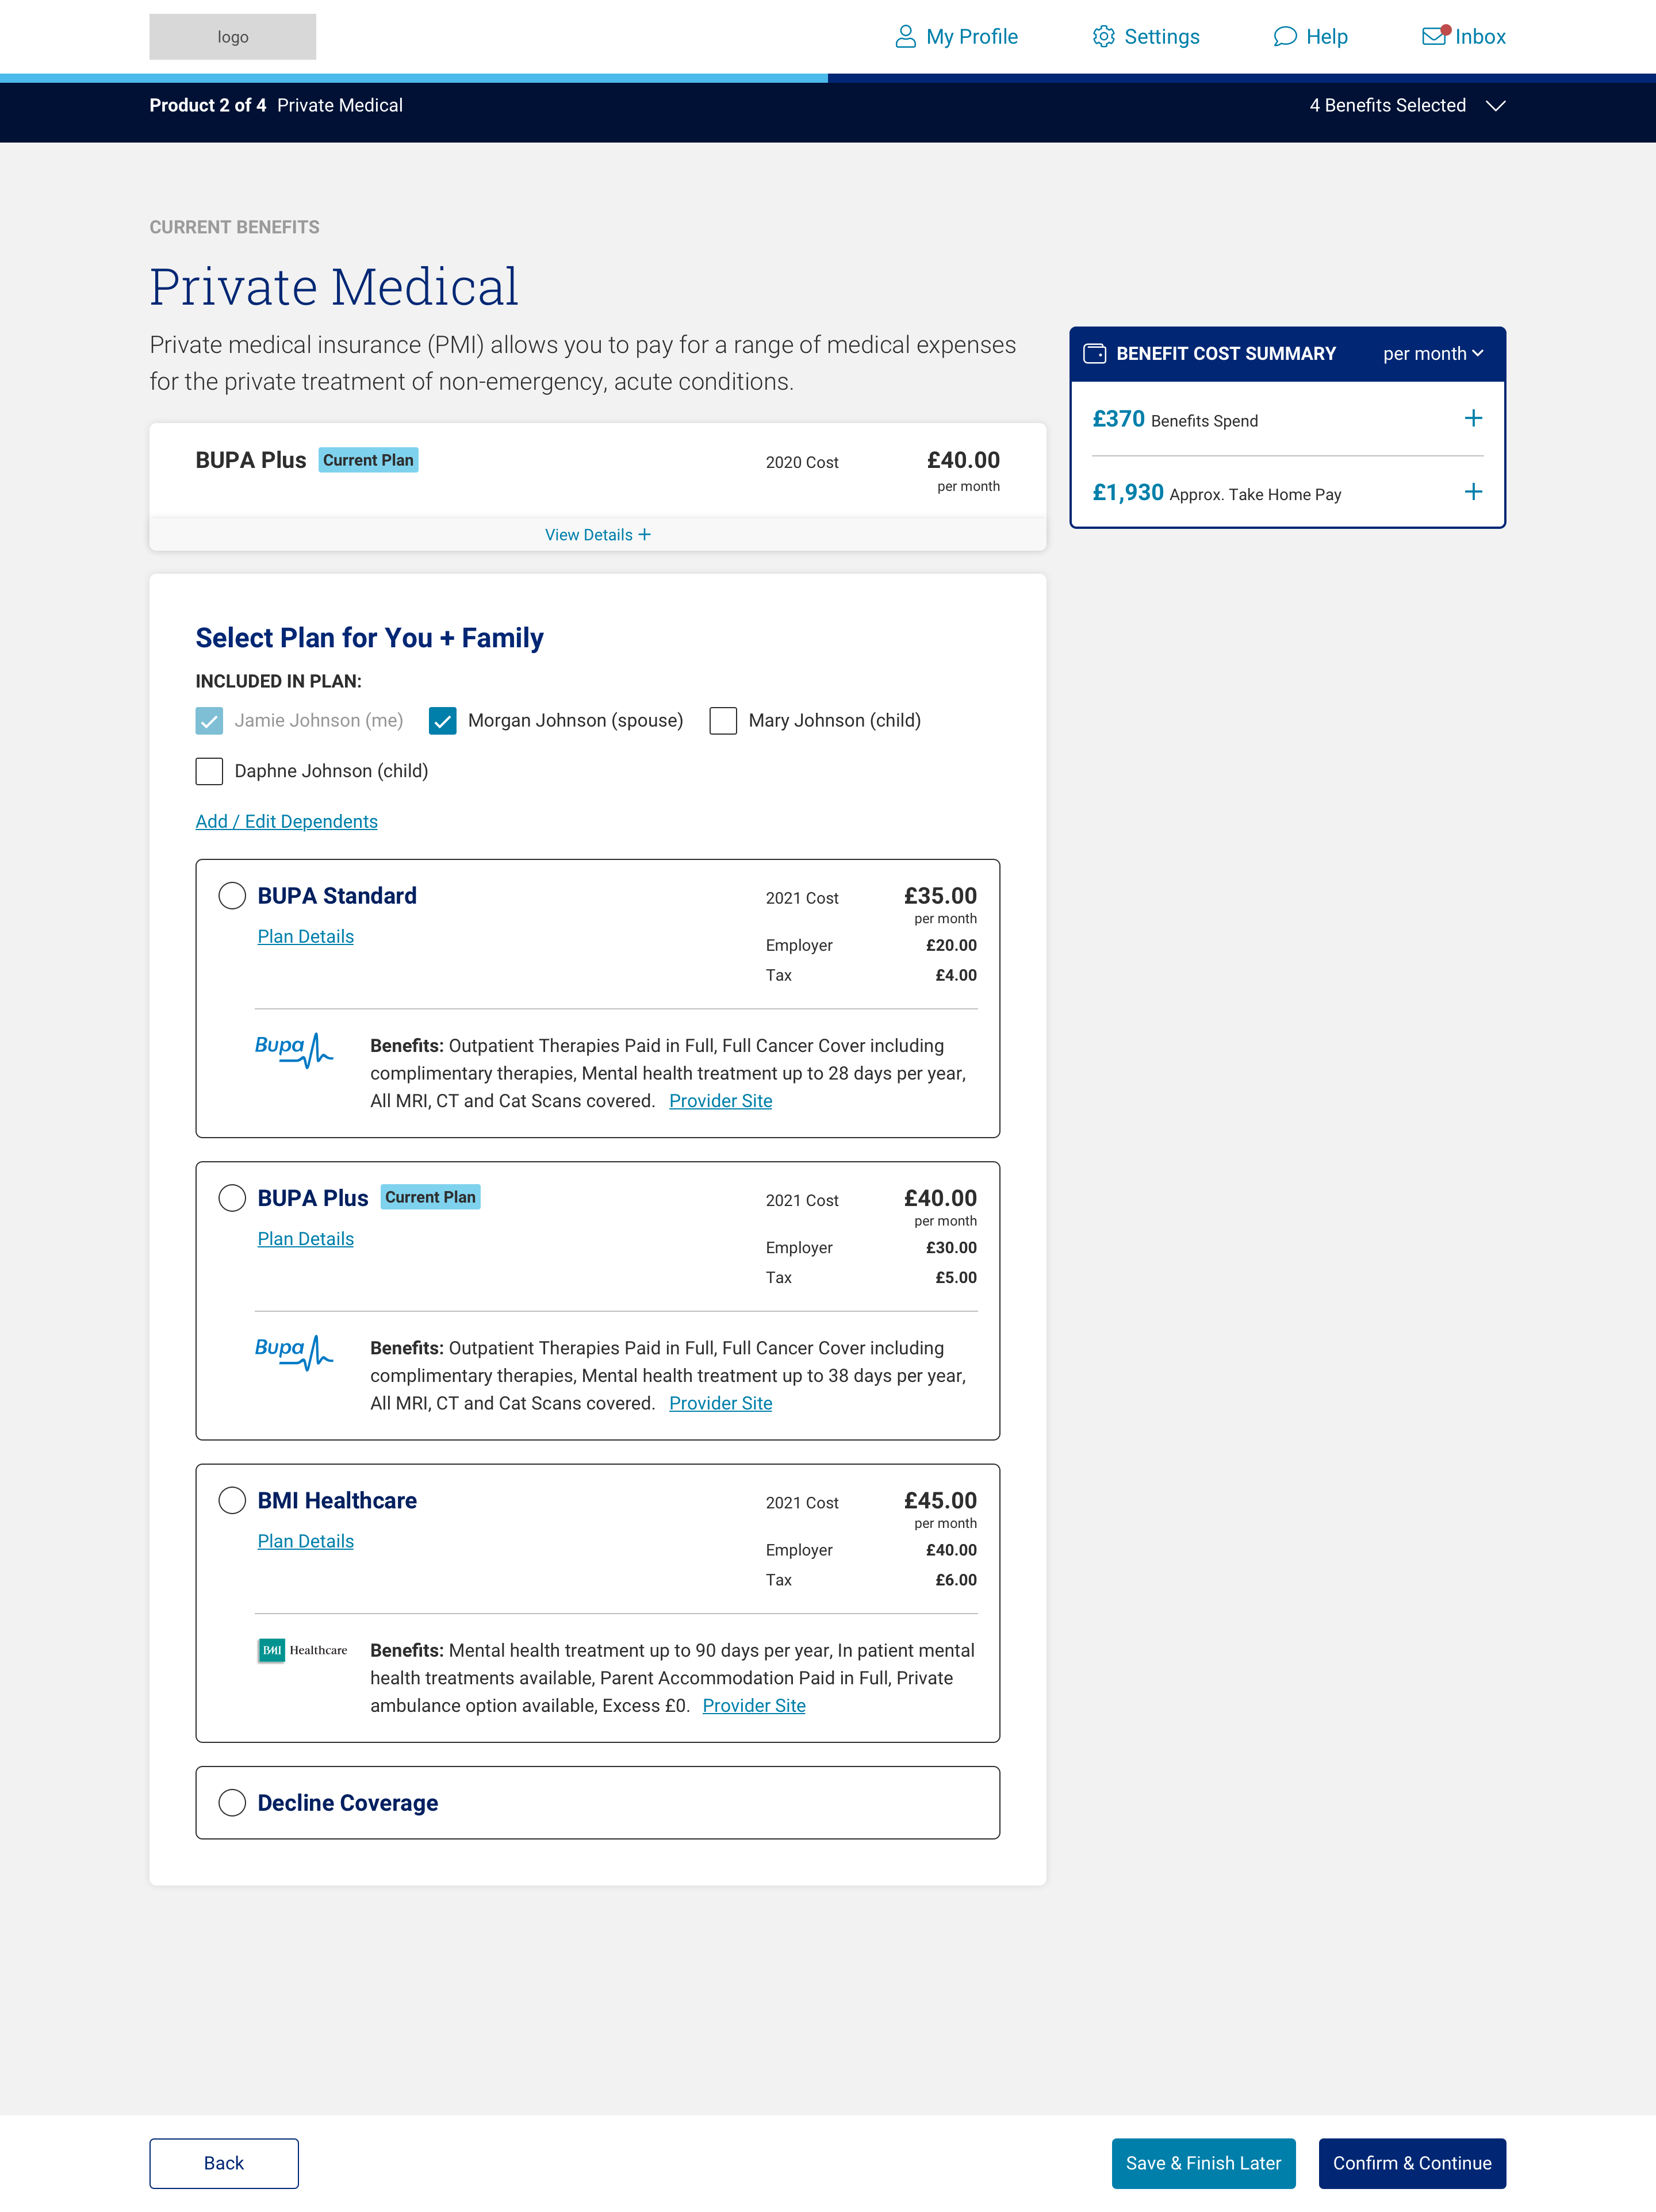 logo
My Profile
Settings
Help
Inbox
Product 2 of 4 Private Medical
4 Benefits Selected
CURRENT BENEFITS
Private Medical
Private medical insurance (PMI) allows you to pay for a range of medical expenses
for the private treatment of non-emergency, acute conditions.
BENEFIT COST SUMMARY per month
£370 Benefits Spend +
£1,930 Approx. Take Home Pay +
BUPA Plus Current Plan 2020 Cost £40.00
per month
View Details +
Select Plan for You + Family
INCLUDED IN PLAN:
Jamie Johnson (me) Morgan Johnson (spouse) Mary Johnson (child)
Daphne Johnson (child)
Add / Edit Dependents
BUPA Standard 2021 Cost £35.00
per month
Plan Details
Employer £20.00
Tax £4.00
Bupa
Benefits: Outpatient Therapies Paid in Full, Full Cancer Cover including
complimentary therapies, Mental health treatment up to 28 days per year,
All MRI, CT and Cat Scans covered. Provider Site
BUPA Plus Current Plan 2021 Cost £40.00
per month
Plan Details
Employer £30.00
Tax £5.00
Bupa
Benefits: Outpatient Therapies Paid in Full, Full Cancer Cover including
complimentary therapies, Mental health treatment up to 38 days per year,
All MRI, CT and Cat Scans covered. Provider Site
BMI Healthcare 2021 Cost £45.00
per month
Plan Details
Employer £40.00
Tax £6.00
BMI Healthcare
Benefits: Mental health treatment up to 90 days per year, In patient mental
health treatments available, Parent Accommodation Paid in Full, Private
ambulance option available, Excess £0. Provider Site
Decline Coverage
Back
Save & Finish Later
Confirm & Continue